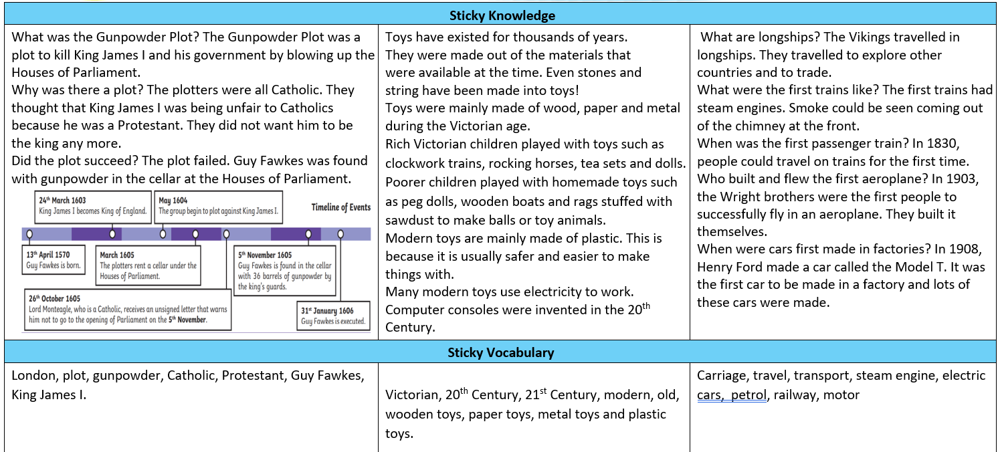 Sticky Knowledge
What was the Gunpowder Plot? The Gunpowder Plot was a
plot to kill King James I and his government by blowing up the
Houses of Parliament.
Why was there a plot? The plotters were all Catholic. They
thought that King James I was being unfair to Catholics
because he was a Protestant. They did not want him to be
the king any more.
Did the plot succeed? The plot failed. Guy Fawkes was found
with gunpowder in the cellar at the Houses of Parliament.
24th March 1603
King James I becomes King of England.
May 1604
The group begin to plot against King James I.
Timeline of Events
13th April 1570
Guy Fawkes is born.
March 1605
The plotters rent a cellar under the
Houses of Parliament.
5th November 1605
Guy Fawkes is found in the cellar
with 36 barrels of gunpowder by
the king's guards.
26th October 1605
Lord Monteagle, who is a Catholic, receives an unsigned letter that warns
him not to go to the opening of Parliament on the 5th November.
31st January 1606
Guy Fawkes is executed.
Toys have existed for thousands of years.
They were made out of the materials that
were available at the time. Even stones and
string have been made into toys!
Toys were mainly made of wood, paper and metal
during the Victorian age.
Rich Victorian children played with toys such as
clockwork trains, rocking horses, tea sets and dolls.
Poorer children played with homemade toys such
as peg dolls, wooden boats and rags stuffed with
sawdust to make balls or toy animals.
Modern toys are mainly made of plastic. This is
because it is usually safer and easier to make
things with.
Many modern toys use electricity to work.
Computer consoles were invented in the 20th
Century.
What are longships? The Vikings travelled in
longships. They travelled to explore other
countries and to trade.
What were the first trains like? The first trains had
steam engines. Smoke could be seen coming out
of the chimney at the front.
When was the first passenger train? In 1830,
people could travel on trains for the first time.
Who built and flew the first aeroplane? In 1903,
the Wright brothers were the first people to
successfully fly in an aeroplane. They built it
themselves.
When were cars first made in factories? In 1908,
Henry Ford made a car called the Model T. It was
the first car to be made in a factory and lots of
these cars were made.
Sticky Vocabulary
London, plot, gunpowder, Catholic, Protestant, Guy Fawkes,
King James I.
Victorian, 20th Century, 21st Century, modern, old,
wooden toys, paper toys, metal toys and plastic
toys.
Carriage, travel, transport, steam engine, electric
cars, petrol, railway, motor